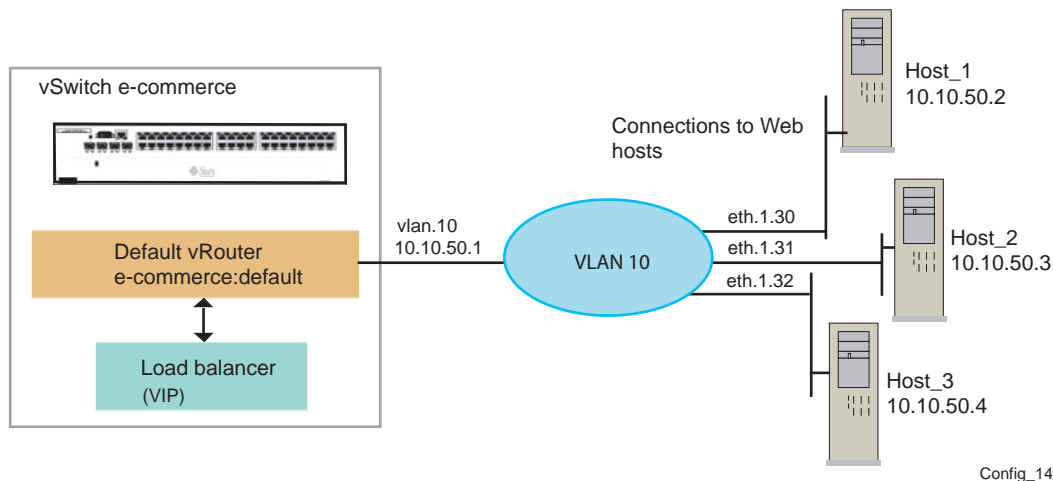 vSwitch e-commerce
Sun
Default vRouter
e-commerce:default
Load balancer
(VIP)
vlan.10
10.10.50.1
VLAN 10
Connections to Web
hosts
eth.1.30
eth.1.31
eth.1.32
Host_1
10.10.50.2
Host_2
10.10.50.3
Host_3
10.10.50.4
Config_14